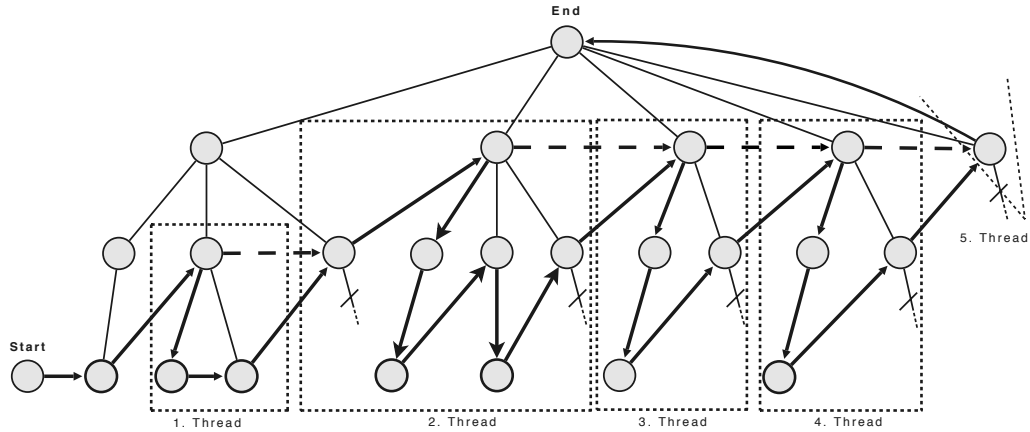 End
Start
5. Thread
1. Thread
2. Thread
3. Thread
4. Thread